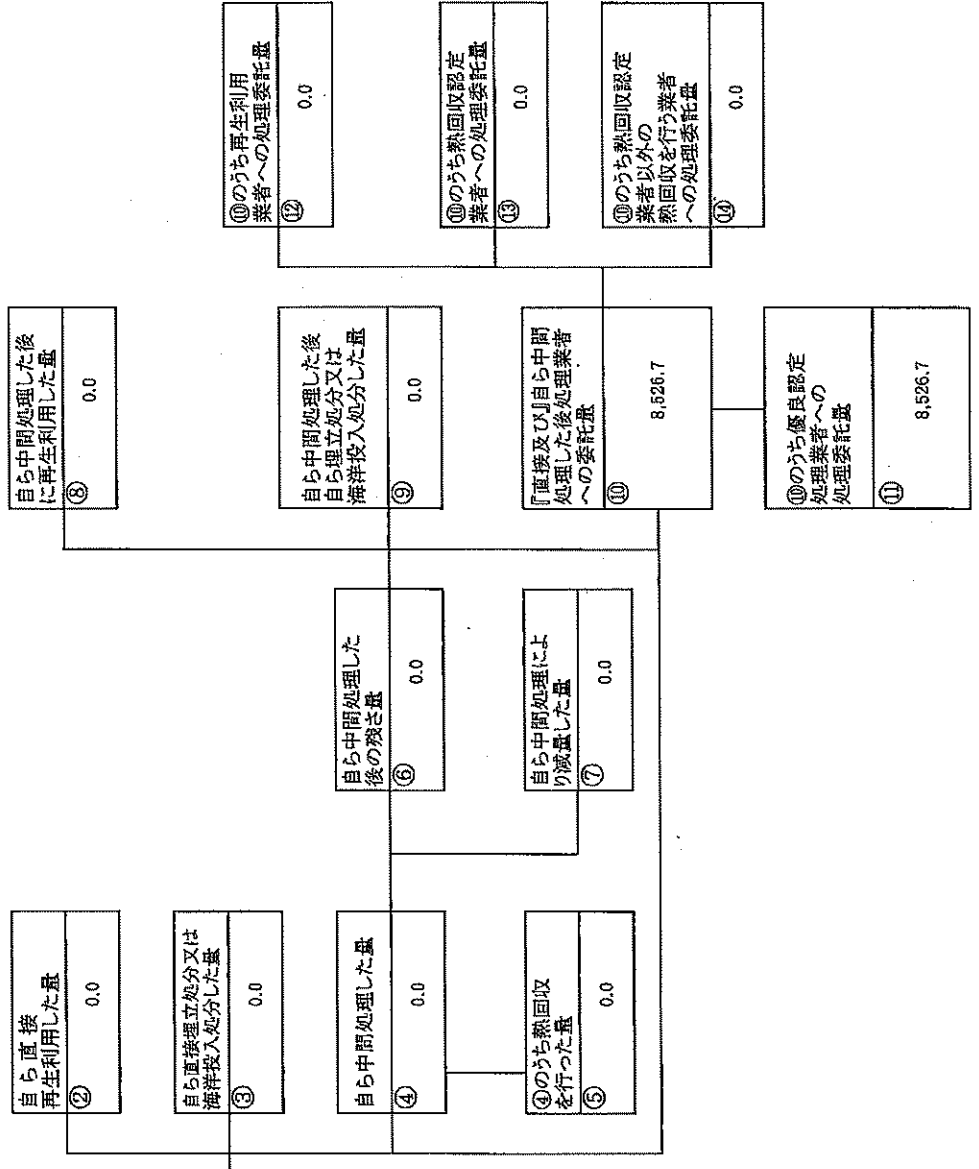 自 ら 直 接
再生利用した量
②
0.0
自ら直接埋立処分又は
海洋投入処分した量
③
0.0
自ら中間処理した量
④
0.0
④のうち熱回収
を行った量
⑤
0.0
自ら中間処理した
後の残さ量
⑥
0.0
自ら中間処理によ
り減量した量
⑦
0.0
自ら中間処理した後
に再生利用した量
⑧
0.0
自ら中間処理した後
自ら埋立処分又は
海洋投入処分した量
⑨
0.0
『直接及び』自ら中間
処理した後処理業者
への委託量
⑩
8,526.7
⑩のうち優良認定
処理業者への
処理委託量
⑪
8,526.7
⑩のうち再生利用
業者への処理委託量
⑫
0.0
⑩のうち熱回収認定
業者への処理委託量
⑬
0.0
⑩のうち熱回収認定
業者以外の
熱回収を行う業者
への処理委託量
⑭
0.0